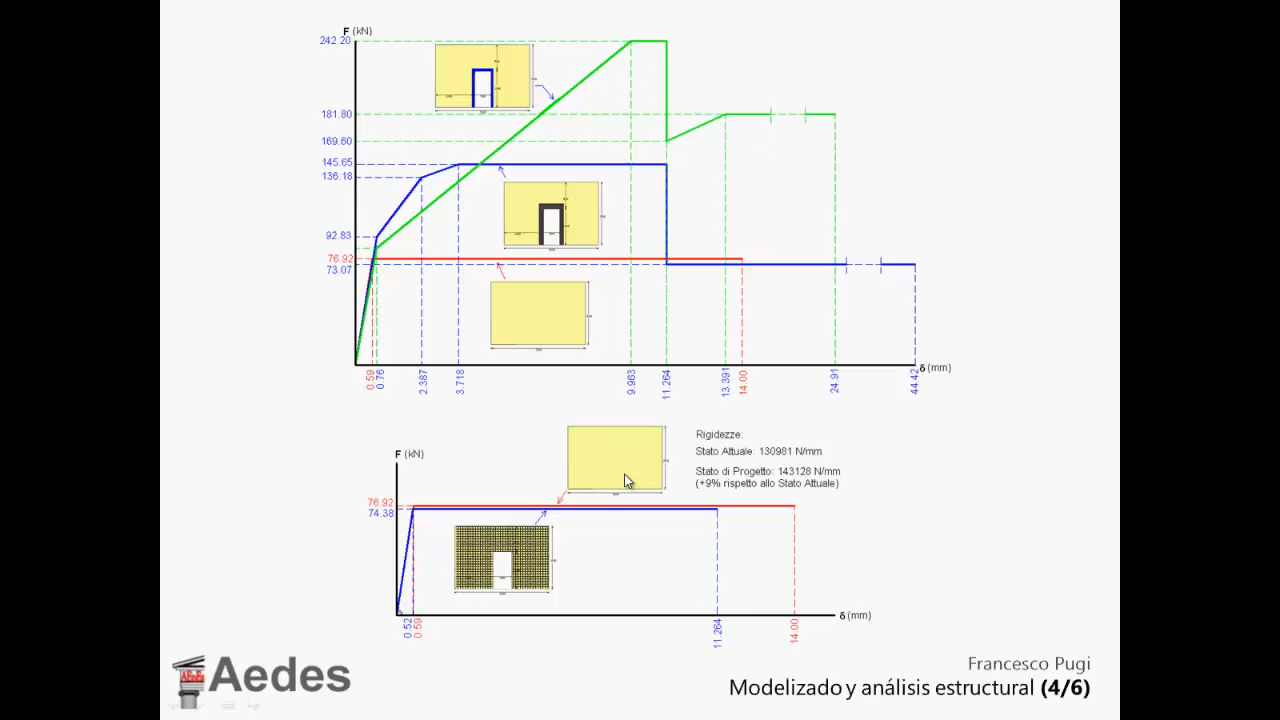 F (kN)
242.20
181.80
169.60
145.65
136.18
92.83
76.92
73.07
0.59
0.76
2.387
3.718
9.963
11.264
13.391
14.00
24.91
44.42
δ (mm)
F (kN)
Rigidezze:
Stato Attuale: 130981 N/mm
Stato di Progetto: 143128 N/mm
(+9% rispetto allo Stato Attuale)
76.92
74.38
0.52
0.59
11.264
14.00
δ (mm)
Aedes
Francesco Pugi
Modelizado y análisis estructural (4/6)